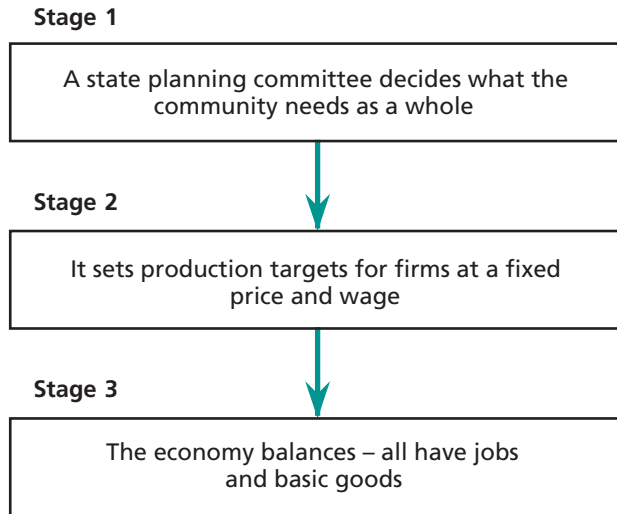 Stage 1
A state planning committee decides what the
community needs as a whole
Stage 2
It sets production targets for firms at a fixed
price and wage
Stage 3
The economy balances – all have jobs
and basic goods